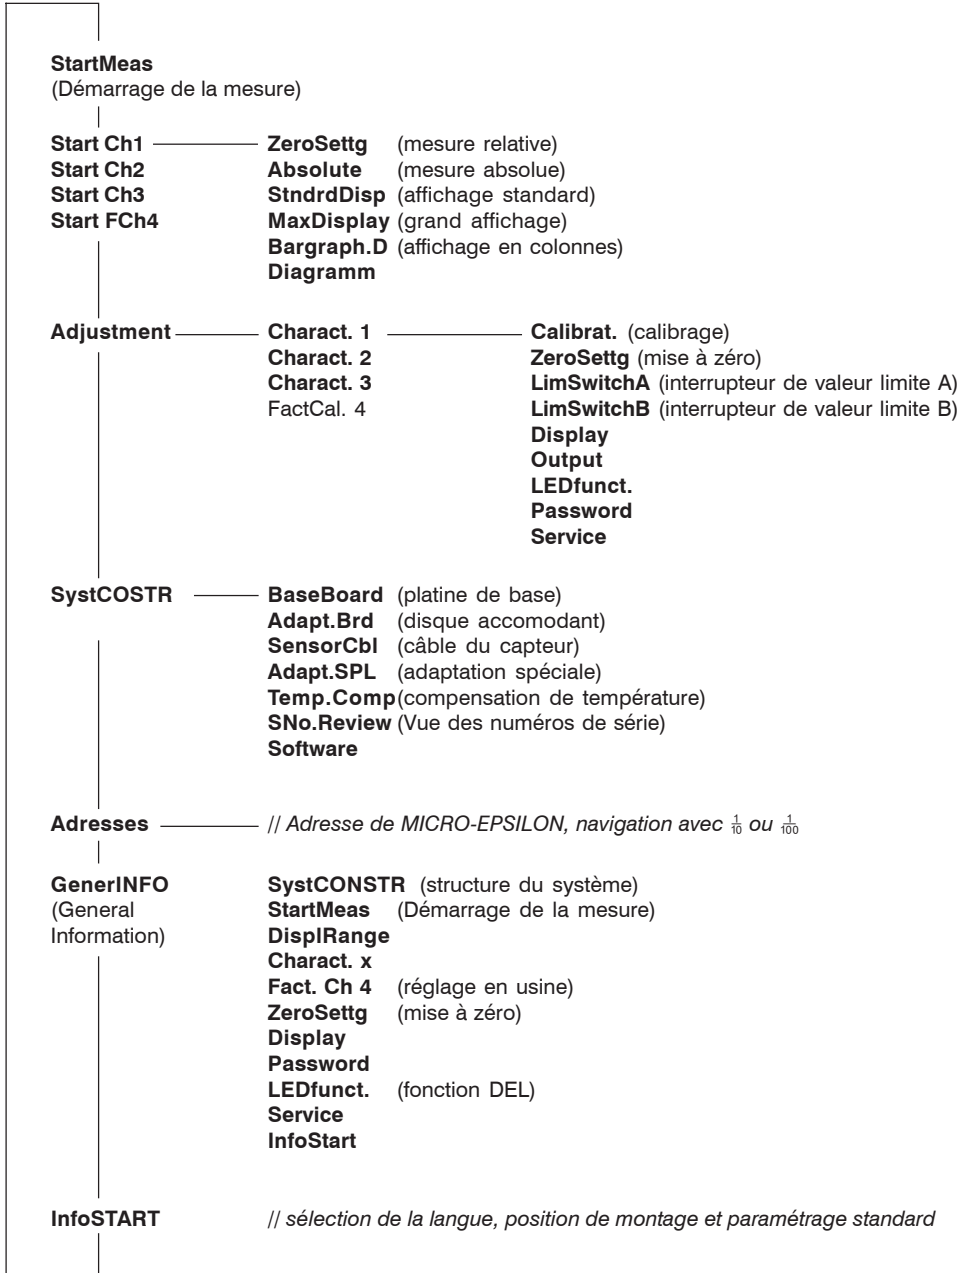 StartMeas
(Démarrage de la mesure)
Start Ch1 ZeroSettg (mesure relative)
Start Ch2 Absolute (mesure absolue)
Start Ch3 StndrdDisp (affichage standard)
Start FCh4 MaxDisplay (grand affichage)
Bargraph.D (affichage en colonnes)
Diagramm
Adjustment Charact. 1 Calibrat. (calibrage)
Charact. 2 ZeroSettg (mise à zéro)
Charact. 3 LimSwitchA (interrupteur de valeur limite A)
FactCal. 4 LimSwitchB (interrupteur de valeur limite B)
Display
Output
LEDfunct.
Password
Service
SystCOSTR BaseBoard (platine de base)
Adapt.Brd (disque accomodant)
SensorCbl (câble du capteur)
Adapt.SPL (adaptation spéciale)
Temp.Comp (compensation de température)
SNo.Review (Vue des numéros de série)
Software
Adresses // Adresse de MICRO-EPSILON, navigation avec 1/10 ou 1/100
GenerINFO SystCONSTR (structure du système)
(General StartMeas (Démarrage de la mesure)
Information) DisplRange
Charact. x
Fact. Ch 4 (réglage en usine)
ZeroSettg (mise à zéro)
Display
Password
LEDfunct. (fonction DEL)
Service
InfoStart
InfoSTART // sélection de la langue, position de montage et paramétrage standard